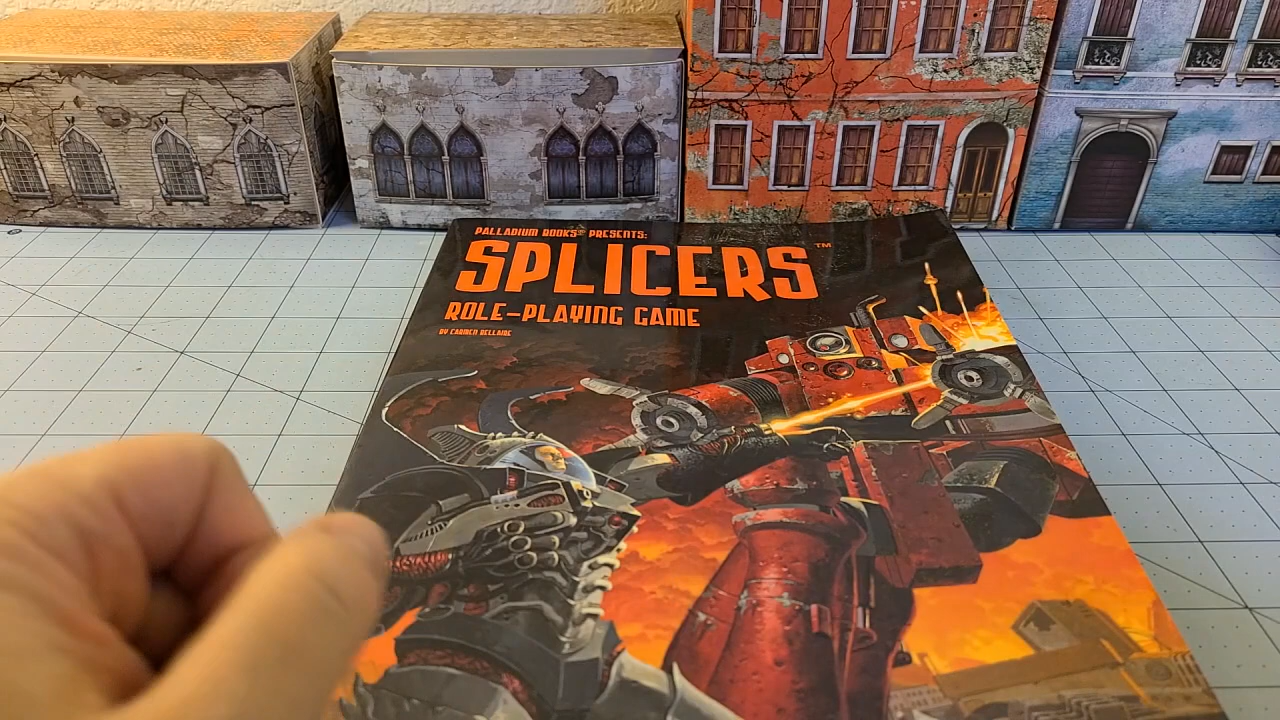 PALLADIUM BOOKS® PRESENTS:
SPLICERS™
ROLE-PLAYING GAME
BY CARMEN BELLAIRE